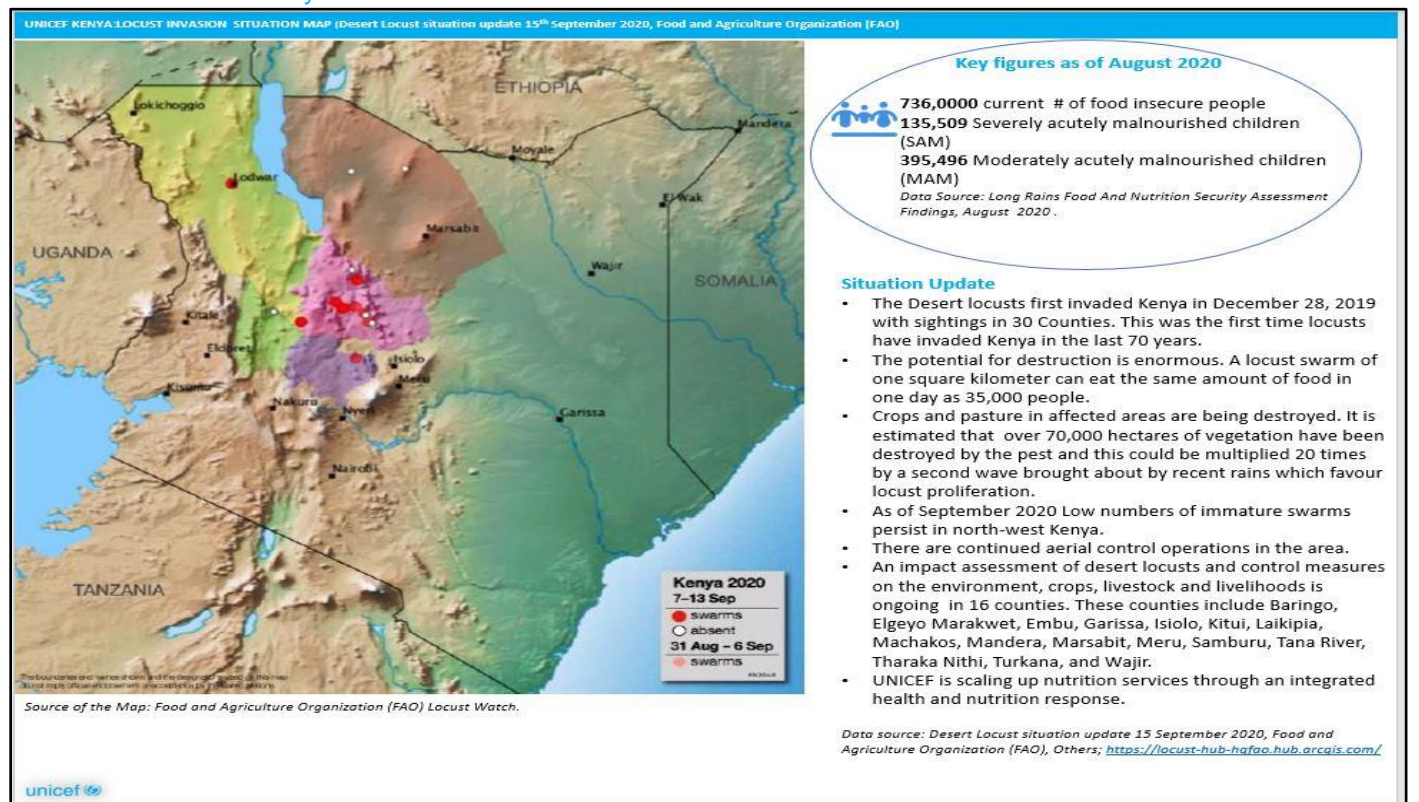 UNICEF KENYA:LOCUST INVASION SITUATION MAP (Desert Locust situation update 15th September 2020, Food and Agriculture Organization (FAO)
ETHIOPIA
Lokichoggio
Mandera
Moyale
Lodwar
El Wak
Marsabit
UGANDA
Wajir
SOMALIA
Kitale
Eldoret
Isiolo
Kisumu
Meru
Nakuru
Nyeri
Garissa
Nairobi
TANZANIA
Kenya 2020
7–13 Sep
swarms
absent
31 Aug – 6 Sep
swarms
Source of the Map: Food and Agriculture Organization (FAO) Locust Watch.
unicef
Key figures as of August 2020
736,0000 current # of food insecure people
135,509 Severely acutely malnourished children
(SAM)
395,496 Moderately acutely malnourished children
(MAM)
Data Source: Long Rains Food And Nutrition Security Assessment
Findings, August 2020 .
Situation Update
• The Desert locusts first invaded Kenya in December 28, 2019
with sightings in 30 Counties. This was the first time locusts
have invaded Kenya in the last 70 years.
• The potential for destruction is enormous. A locust swarm of
one square kilometer can eat the same amount of food in
one day as 35,000 people.
• Crops and pasture in affected areas are being destroyed. It is
estimated that over 70,000 hectares of vegetation have been
destroyed by the pest and this could be multiplied 20 times
by a second wave brought about by recent rains which favour
locust proliferation.
• As of September 2020 Low numbers of immature swarms
persist in north-west Kenya.
• There are continued aerial control operations in the area.
• An impact assessment of desert locusts and control measures
on the environment, crops, livestock and livelihoods is
ongoing in 16 counties. These counties include Baringo,
Elgeyo Marakwet, Embu, Garissa, Isiolo, Kitui, Laikipia,
Machakos, Mandera, Marsabit, Meru, Samburu, Tana River,
Tharaka Nithi, Turkana, and Wajir.
• UNICEF is scaling up nutrition services through an integrated
health and nutrition response.
Data source: Desert Locust situation update 15 September 2020, Food and
Agriculture Organization (FAO), Others; https://locust-hub-hqfao.hub.arcgis.com/